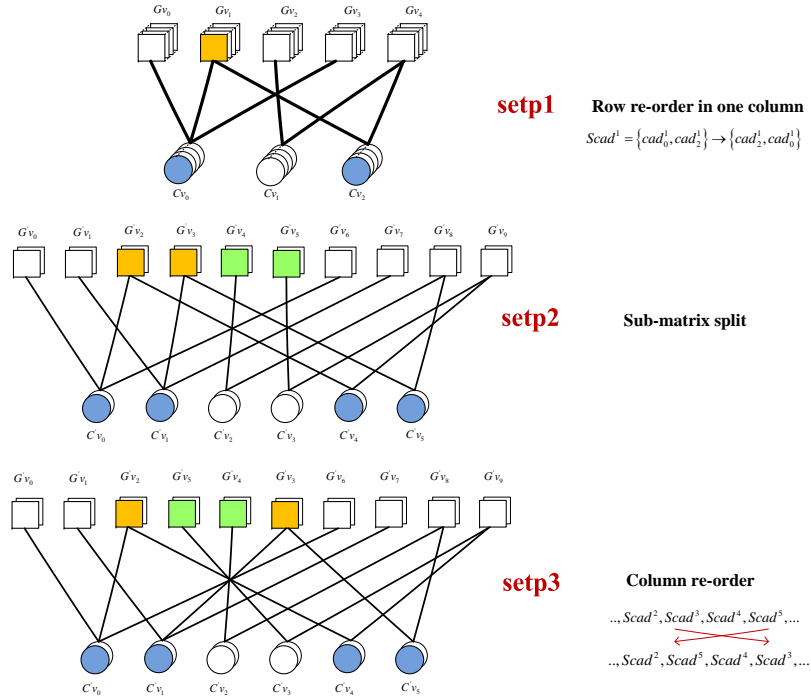 Gv₀ Gv₁ Gv₂ Gv₃ Gv₄
setp1
Row re-order in one column
Scad¹ = {cad₀¹, cad₂¹} → {cad₂¹, cad₀¹}
Cv₀ Cv₁ Cv₂
G'v₀ G'v₁ G'v₂ G'v₃ G'v₄ G'v₅ G'v₆ G'v₇ G'v₈ G'v₉
setp2
Sub-matrix split
C'v₀ C'v₁ C'v₂ C'v₃ C'v₄ C'v₅
G'v₀ G'v₁ G'v₂ G'v₅ G'v₄ G'v₃ G'v₆ G'v₇ G'v₈ G'v₉
setp3
Column re-order
.., Scad², Scad³, Scad⁴, Scad⁵, ...
.., Scad², Scad⁵, Scad⁴, Scad³, ...
C'v₀ C'v₁ C'v₂ C'v₃ C'v₄ C'v₅